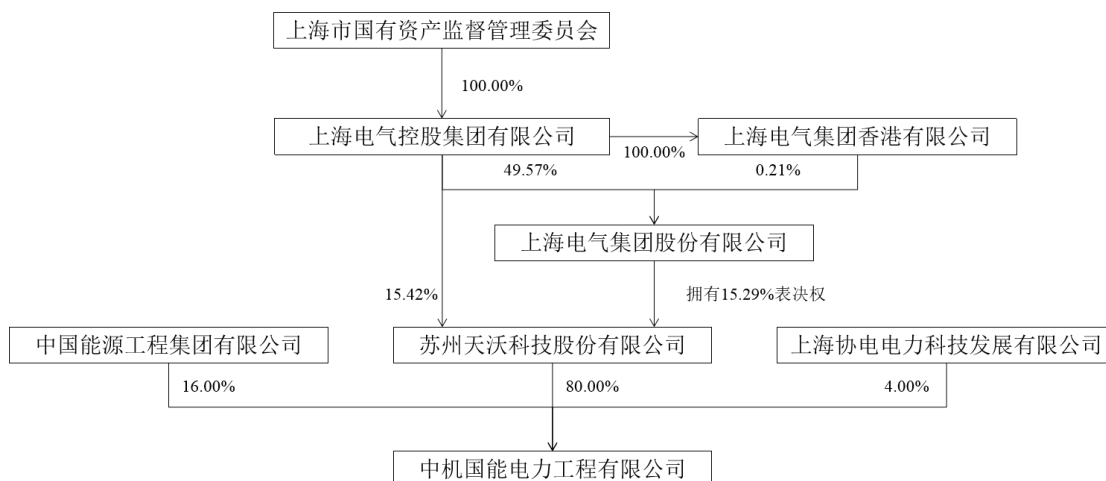 上海市国有资产监督管理委员会
100.00%
上海电气控股集团有限公司
100.00%
上海电气集团香港有限公司
49.57%
0.21%
上海电气集团股份有限公司
15.42%
拥有15.29%表决权
中国能源工程集团有限公司
苏州天沃科技股份有限公司
上海协电电力科技发展有限公司
16.00%
80.00%
4.00%
中机国能电力工程有限公司